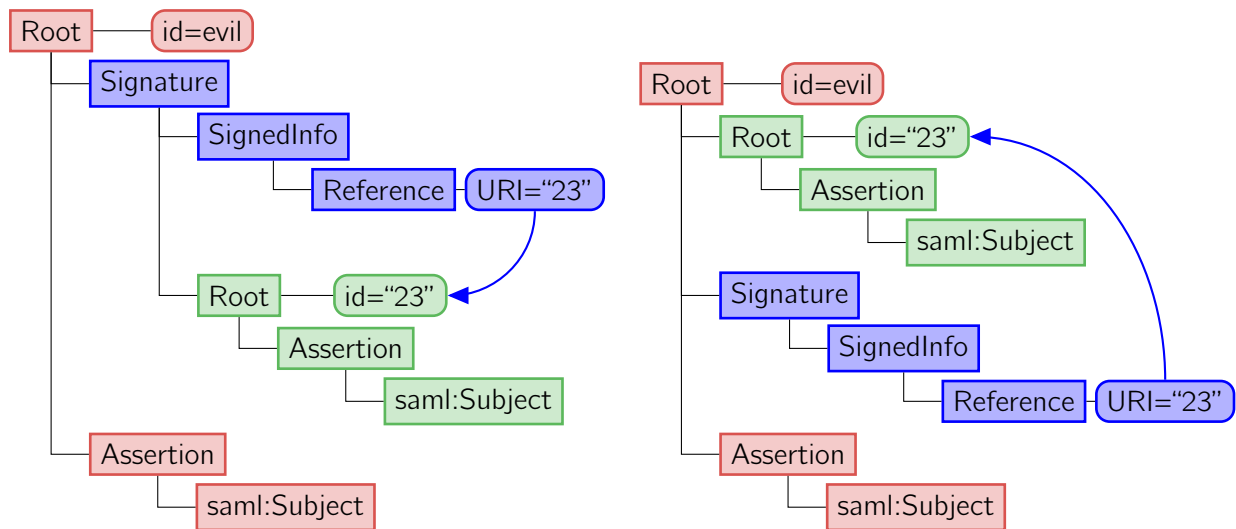 Root id=evil
Signature
SignedInfo
Reference URI=“23”
Root id=“23”
Assertion
saml:Subject
Assertion
saml:Subject
Root id=evil
Root id=“23”
Assertion
saml:Subject
Signature
SignedInfo
Reference URI=“23”
Assertion
saml:Subject